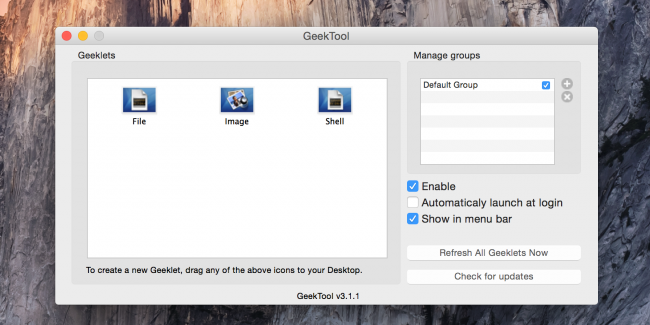 GeekTool
Geeklets
Manage groups
File
Image
Shell
Default Group
Enable
Automaticaly launch at login
Show in menu bar
Refresh All Geeklets Now
Check for updates
To create a new Geeklet, drag any of the above icons to your Desktop.
GeekTool v3.1.1